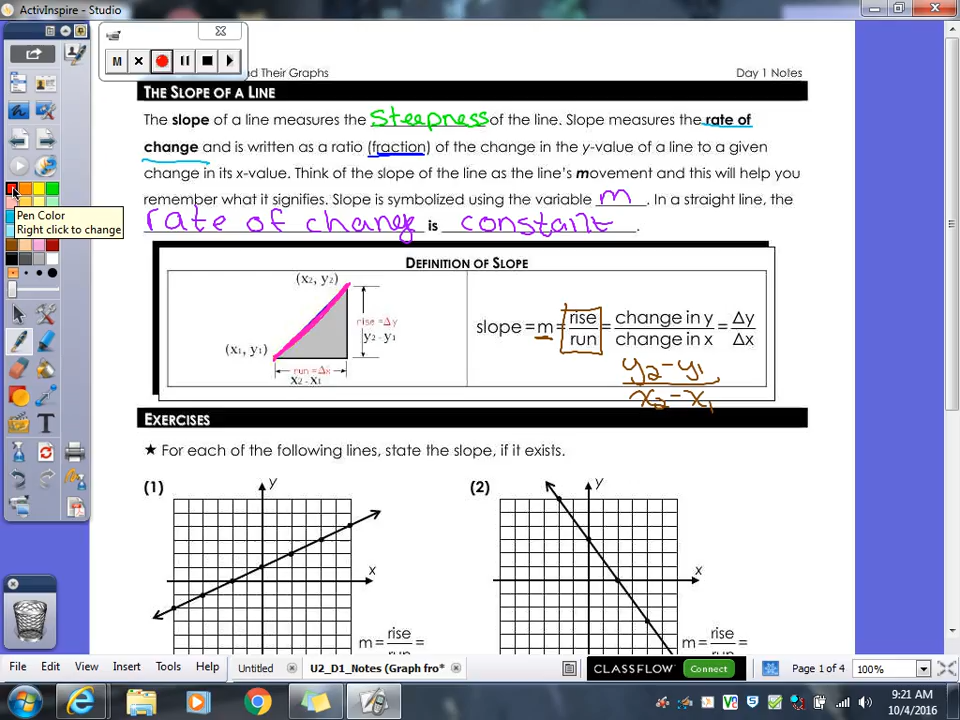 ActivInspire - Studio
M
d Their Graphs
Day 1 Notes
THE SLOPE OF A LINE
The slope of a line measures the steepness of the line. Slope measures the rate of
change and is written as a ratio (fraction) of the change in the y-value of a line to a given
change in its x-value. Think of the slope of the line as the line's movement and this will help you
remember what it signifies. Slope is symbolized using the variable m. In a straight line, the
rate of change is constant.
Pen Color
Right click to change
DEFINITION OF SLOPE
(x2, y2)
rise =Δy
y2 - y1
(x1, y1)
run =Δx
x2 - x1
slope = m = rise/run = change in y/change in x = Δy/Δx
y2 - y1
x2 - x1
EXERCISES
★ For each of the following lines, state the slope, if it exists.
(1)
y
x
m = rise/run =
(2)
y
x
m = rise/run =
File Edit View Insert Tools Help Untitled U2_D1_Notes (Graph fro* CLASSFLOW Connect Page 1 of 4 100%
9:21 AM
10/4/2016